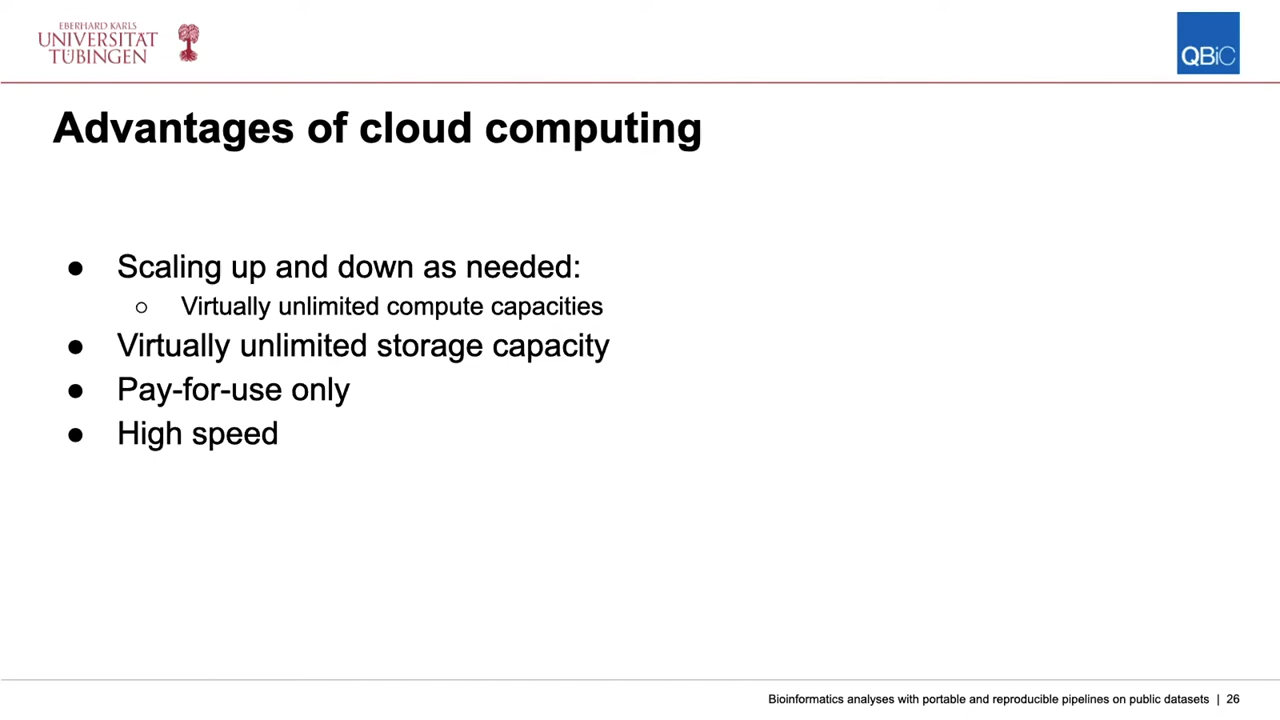 EBERHARD KARLS
UNIVERSITÄT
TÜBINGEN
QBiC
Advantages of cloud computing
● Scaling up and down as needed:
○ Virtually unlimited compute capacities
● Virtually unlimited storage capacity
● Pay-for-use only
● High speed
Bioinformatics analyses with portable and reproducible pipelines on public datasets | 26